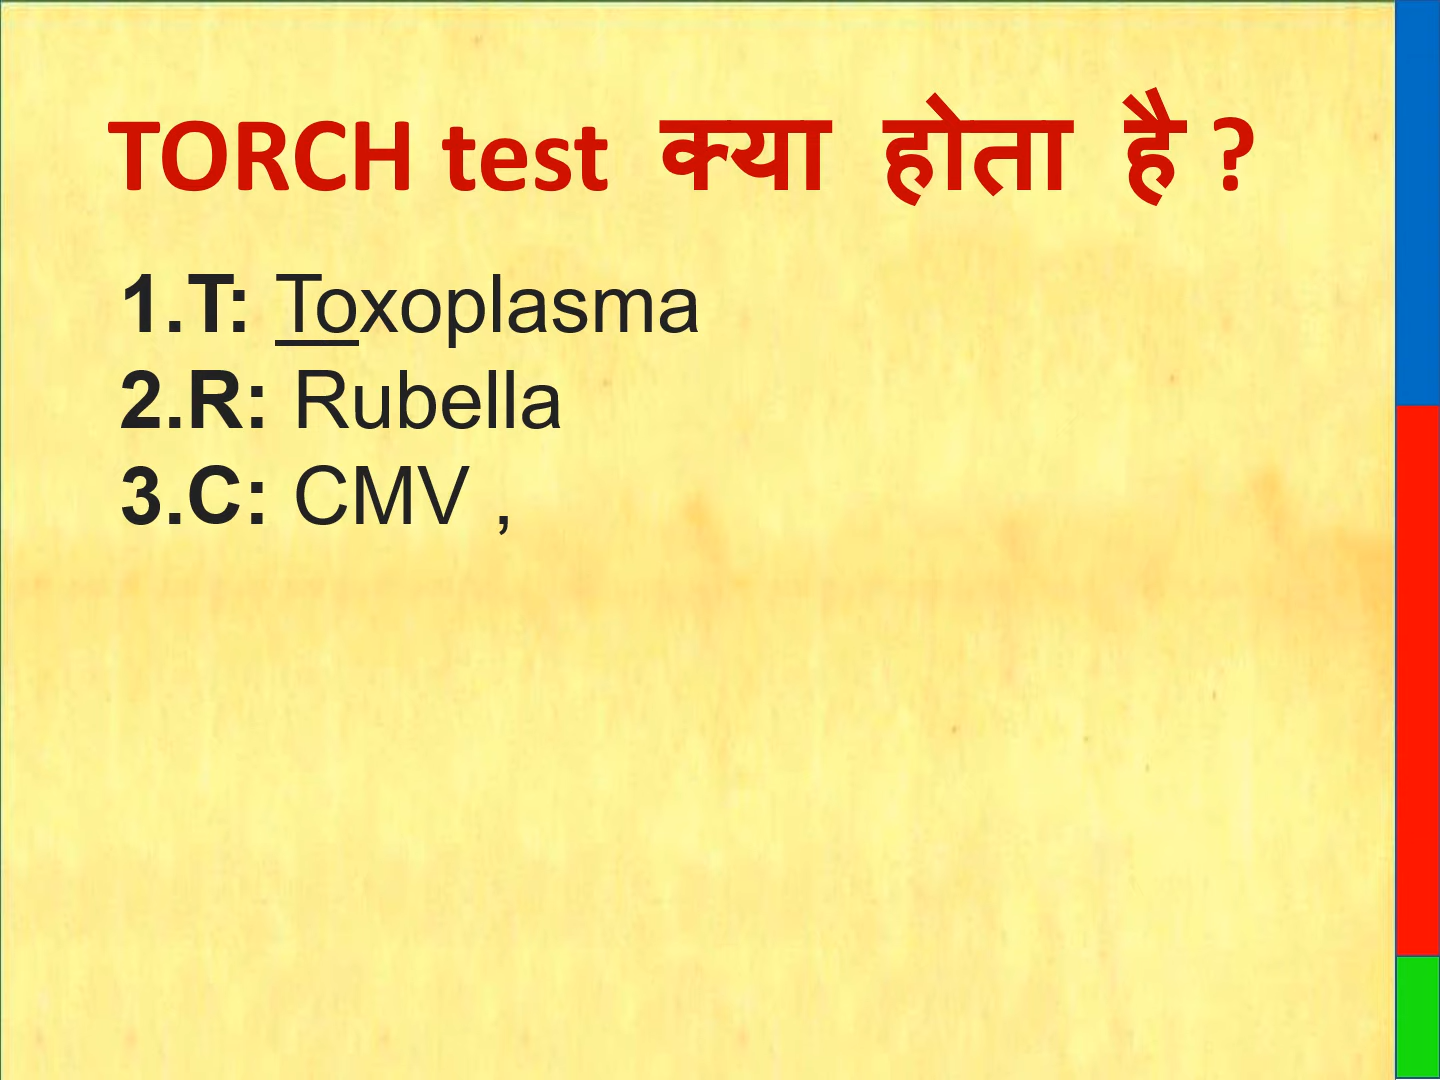 TORCH test क्या होता है ?
1.T: Toxoplasma
2.R: Rubella
3.C: CMV ,